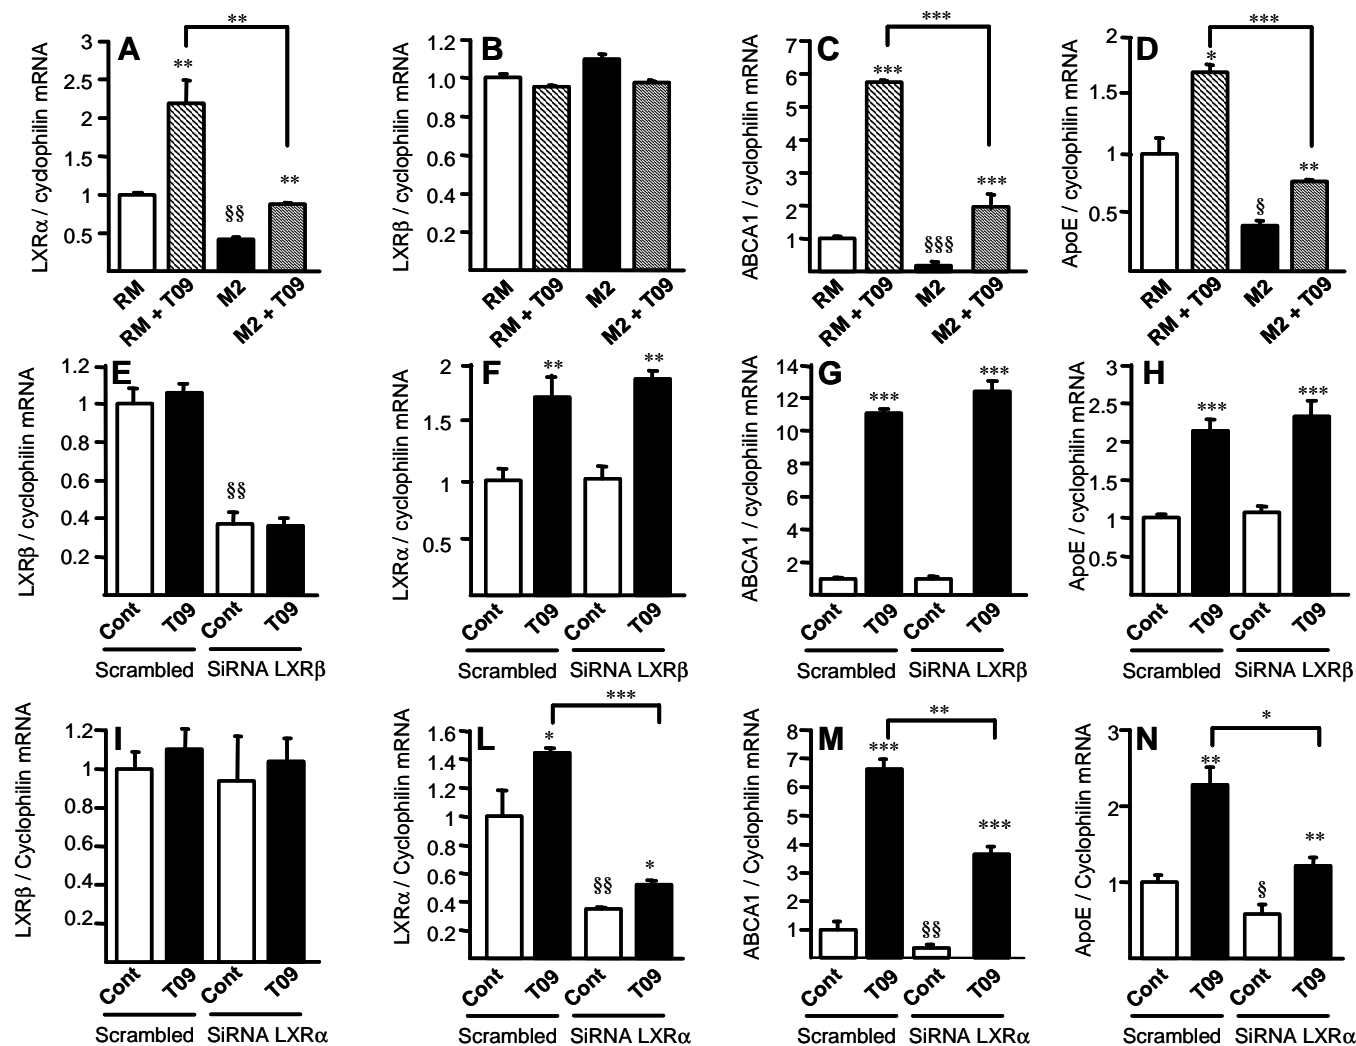 A
LXRα / cyclophilin mRNA
3
2.5
2
1.5
1
0.5
**
**
§§
**
RM
RM + T09
M2
M2 + T09
B
LXRβ / cyclophilin mRNA
1.2
1.0
0.8
0.6
0.4
0.2
RM
RM + T09
M2
M2 + T09
C
ABCA1 / cyclophilin mRNA
7
6
5
4
3
2
1
***
***
§§§
***
RM
RM + T09
M2
M2 + T09
D
ApoE / cyclophilin mRNA
2
1.5
1
0.5
***
*
§
**
RM
RM + T09
M2
M2 + T09
E
LXRβ / cyclophilin mRNA
1.2
1
0.8
0.6
0.4
0.2
§§
Cont
T09
Cont
T09
Scrambled
SiRNA LXRβ
F
LXRα / cyclophilin mRNA
2
1.5
1
0.5
**
**
Cont
T09
Cont
T09
Scrambled
SiRNA LXRβ
G
ABCA1 / cyclophilin mRNA
14
12
10
8
6
4
2
***
***
Cont
T09
Cont
T09
Scrambled
SiRNA LXRβ
H
ApoE / cyclophilin mRNA
3
2.5
2
1.5
1
0.5
***
***
Cont
T09
Cont
T09
Scrambled
SiRNA LXRβ
I
LXRβ / Cyclophilin mRNA
1.2
1
0.8
0.6
0.4
0.2
Cont
T09
Cont
T09
Scrambled
SiRNA LXRα
L
LXRα / Cyclophilin mRNA
1.6
1.4
1.2
1
0.8
0.6
0.4
0.2
***
*
§§
*
Cont
T09
Cont
T09
Scrambled
SiRNA LXRα
M
ABCA1 / Cyclophilin mRNA
8
7
6
5
4
3
2
1
**
***
§§
***
Cont
T09
Cont
T09
Scrambled
SiRNA LXRα
N
ApoE / Cyclophilin mRNA
3
2
1
*
**
§
**
Cont
T09
Cont
T09
Scrambled
SiRNA LXRα